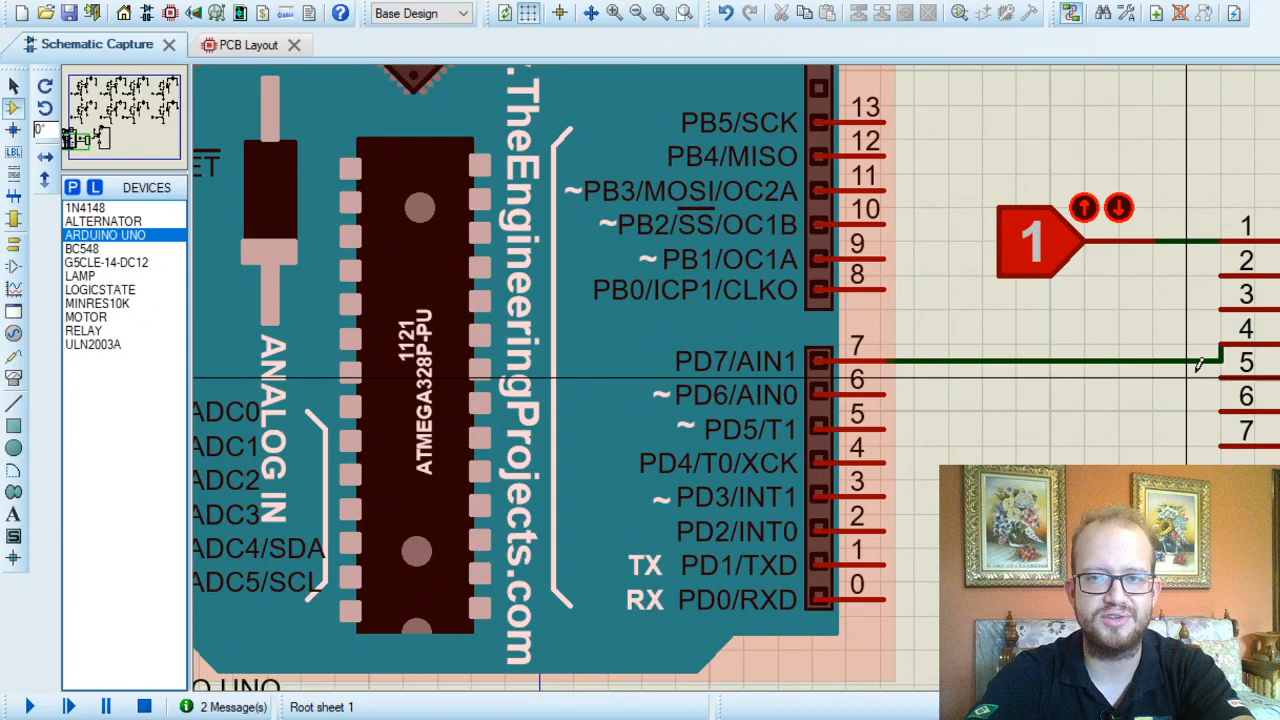 Base Design
Schematic Capture
PCB Layout
0°
P L DEVICES
1N4148
ALTERNATOR
ARDUINO UNO
BC548
G5CLE-14-DC12
LAMP
LOGICSTATE
MINRES10K
MOTOR
RELAY
ULN2003A
LBL
A
S
ET
ANALOG IN
ADC0
ADC1
ADC2
ADC3
ADC4/SDA
ADC5/SCL
1121
ATMEGA328P-PU
.TheEngineeringProjects.com
PB5/SCK 13
PB4/MISO 12
~PB3/MOSI/OC2A 11
~PB2/SS/OC1B 10
~PB1/OC1A 9
PB0/ICP1/CLKO 8
PD7/AIN1 7
~PD6/AIN0 6
~PD5/T1 5
PD4/T0/XCK 4
~PD3/INT1 3
PD2/INT0 2
TX PD1/TXD 1
RX PD0/RXD 0
1
1
2
3
4
5
6
7
O UNO
2 Message(s)
Root sheet 1